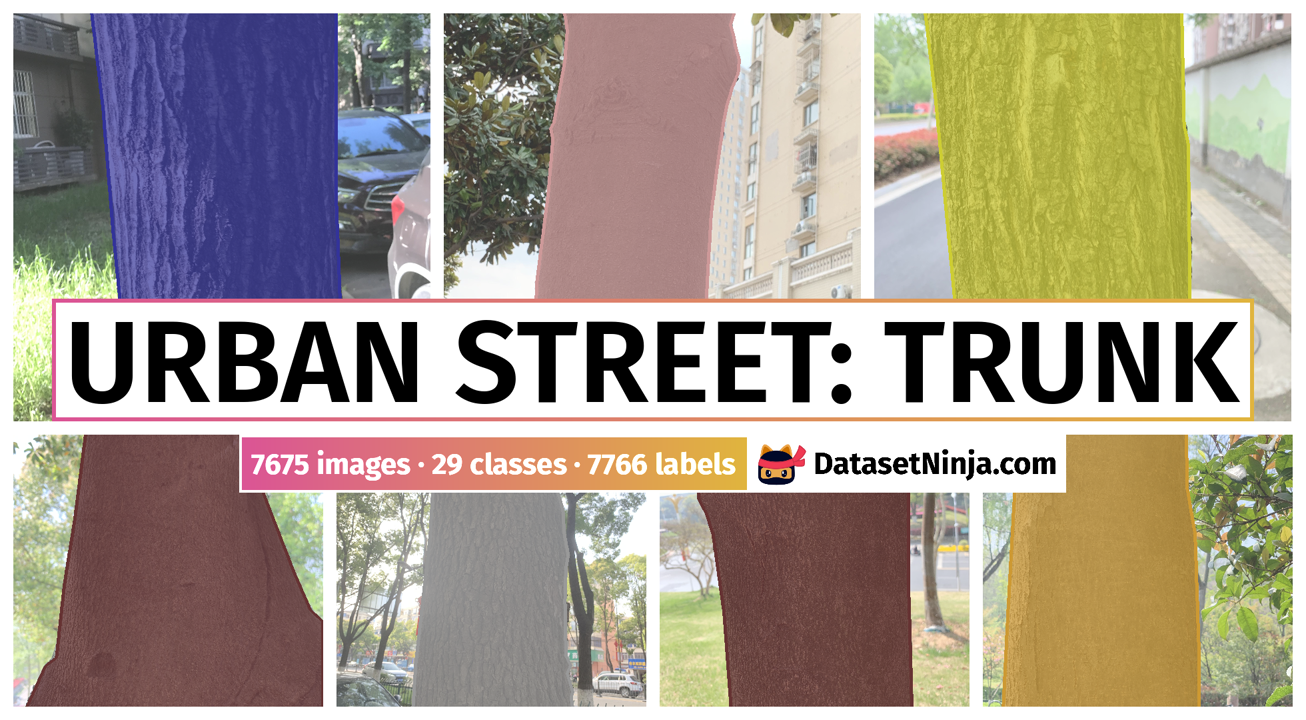 URBAN STREET: TRUNK
7675 images · 29 classes · 7766 labels
DatasetNinja.com